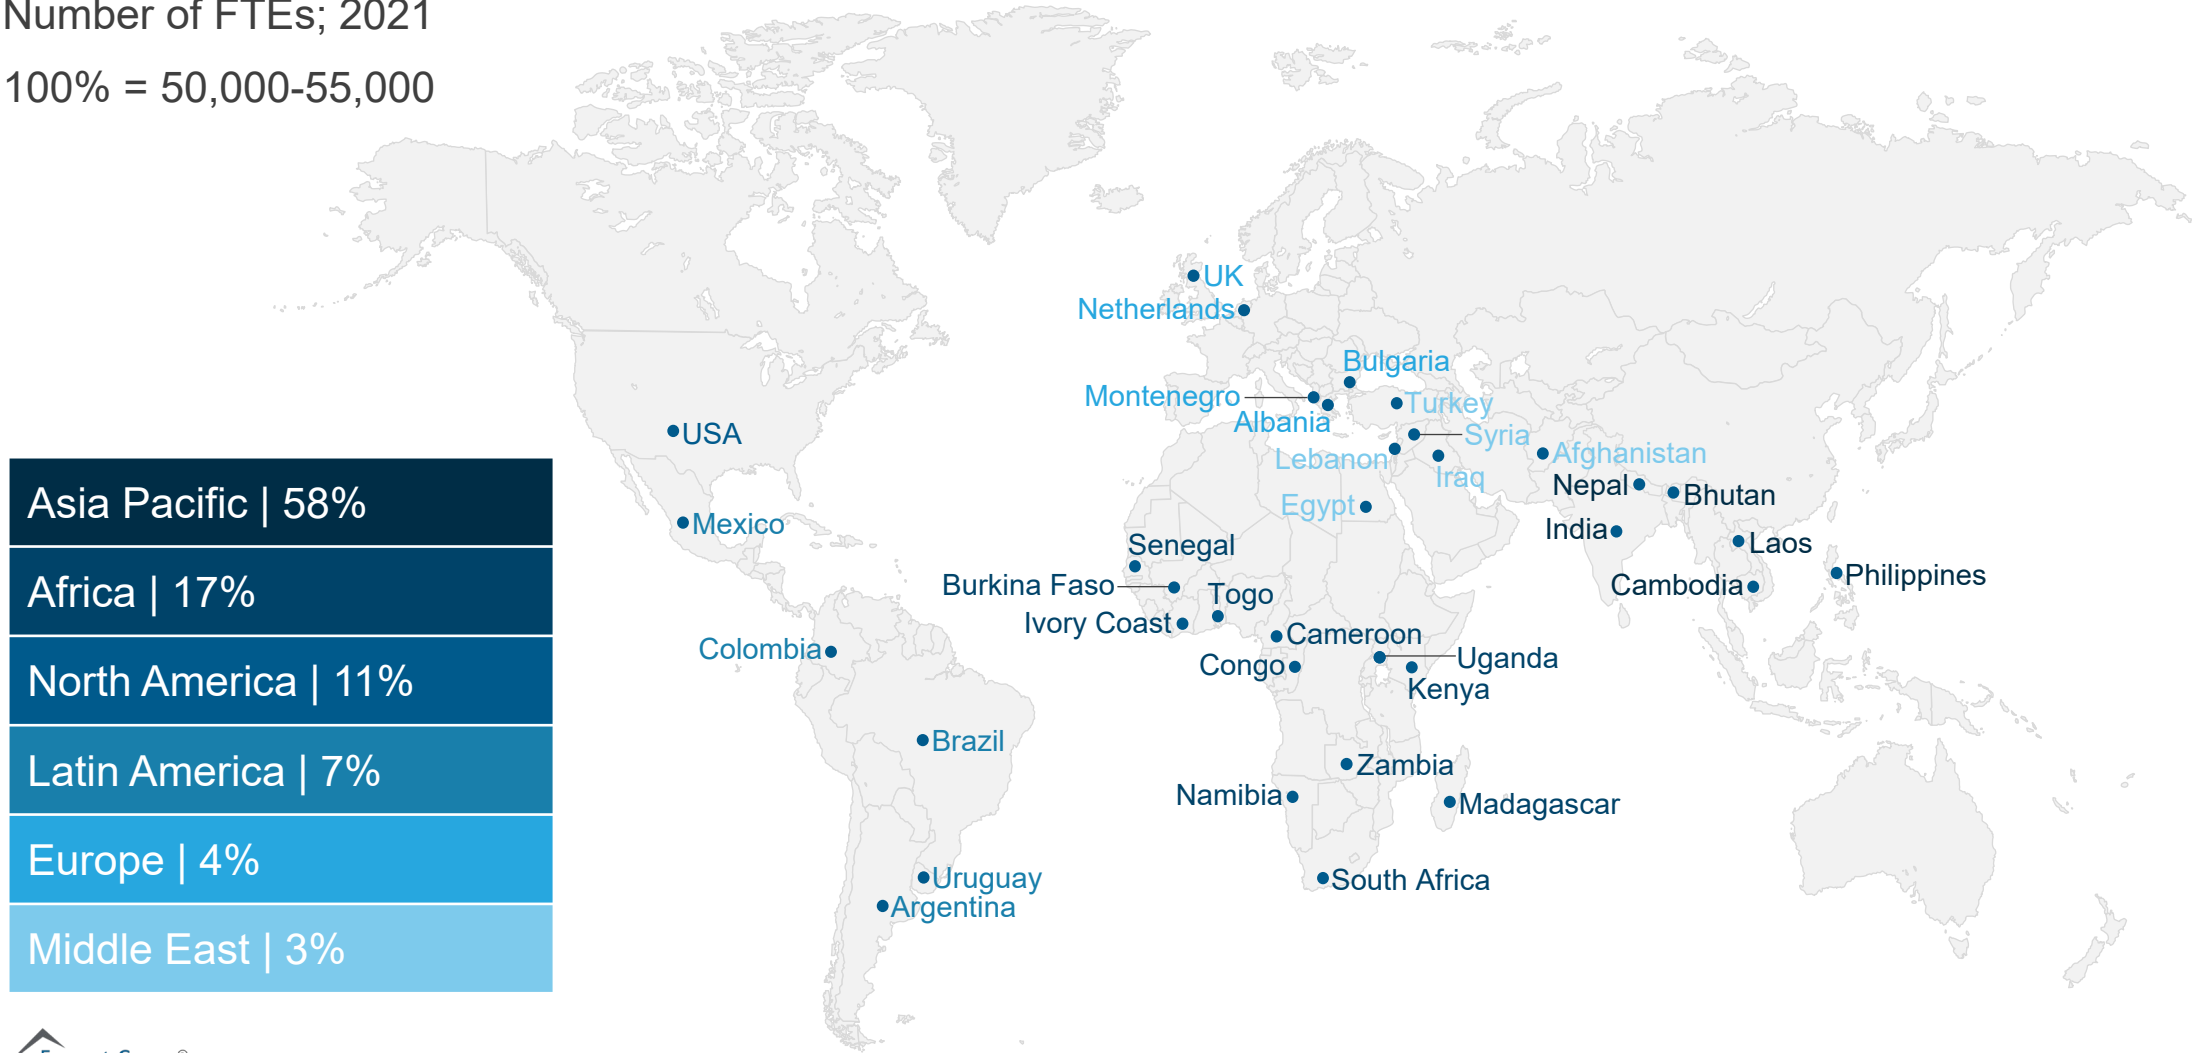 Number of FTEs; 2021
100% = 50,000-55,000
UK
Netherlands
Bulgaria
Montenegro
Albania
Turkey
Syria
Lebanon
Iraq
Afghanistan
Egypt
Nepal
Bhutan
India
Laos
Cambodia
Philippines
USA
Mexico
Senegal
Burkina Faso
Togo
Ivory Coast
Cameroon
Congo
Uganda
Kenya
Colombia
Brazil
Zambia
Namibia
Madagascar
South Africa
Uruguay
Argentina
Asia Pacific | 58%
Africa | 17%
North America | 11%
Latin America | 7%
Europe | 4%
Middle East | 3%